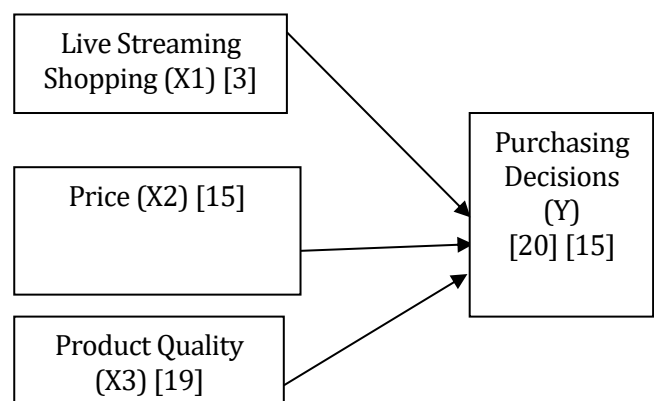 Live Streaming
Shopping (X1) [3]
Price (X2) [15]
Product Quality
(X3) [19]
Purchasing
Decisions
(Y)
[20] [15]